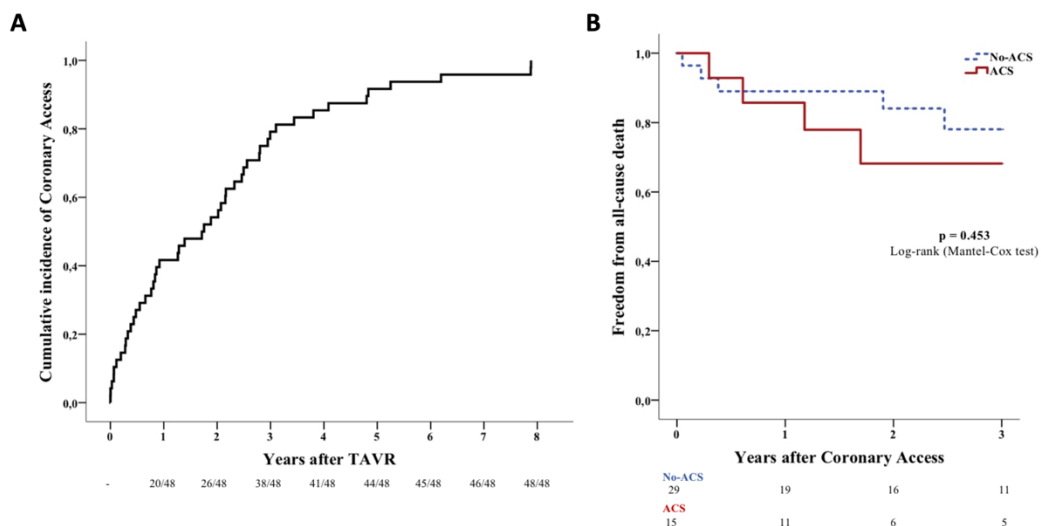 A
Cumulative incidence of Coronary Access
1,0
0,8
0,6
0,4
0,2
0,0
0 1 2 3 4 5 6 7 8
Years after TAVR
- 20/48 26/48 38/48 41/48 44/48 45/48 46/48 48/48
B
Freedom from all-cause death
1,0
0,8
0,6
0,4
0,2
0,0
No-ACS
ACS
p = 0.453
Log-rank (Mantel-Cox test)
0 1 2 3
Years after Coronary Access
No-ACS
29 19 16 11
ACS
15 11 6 5